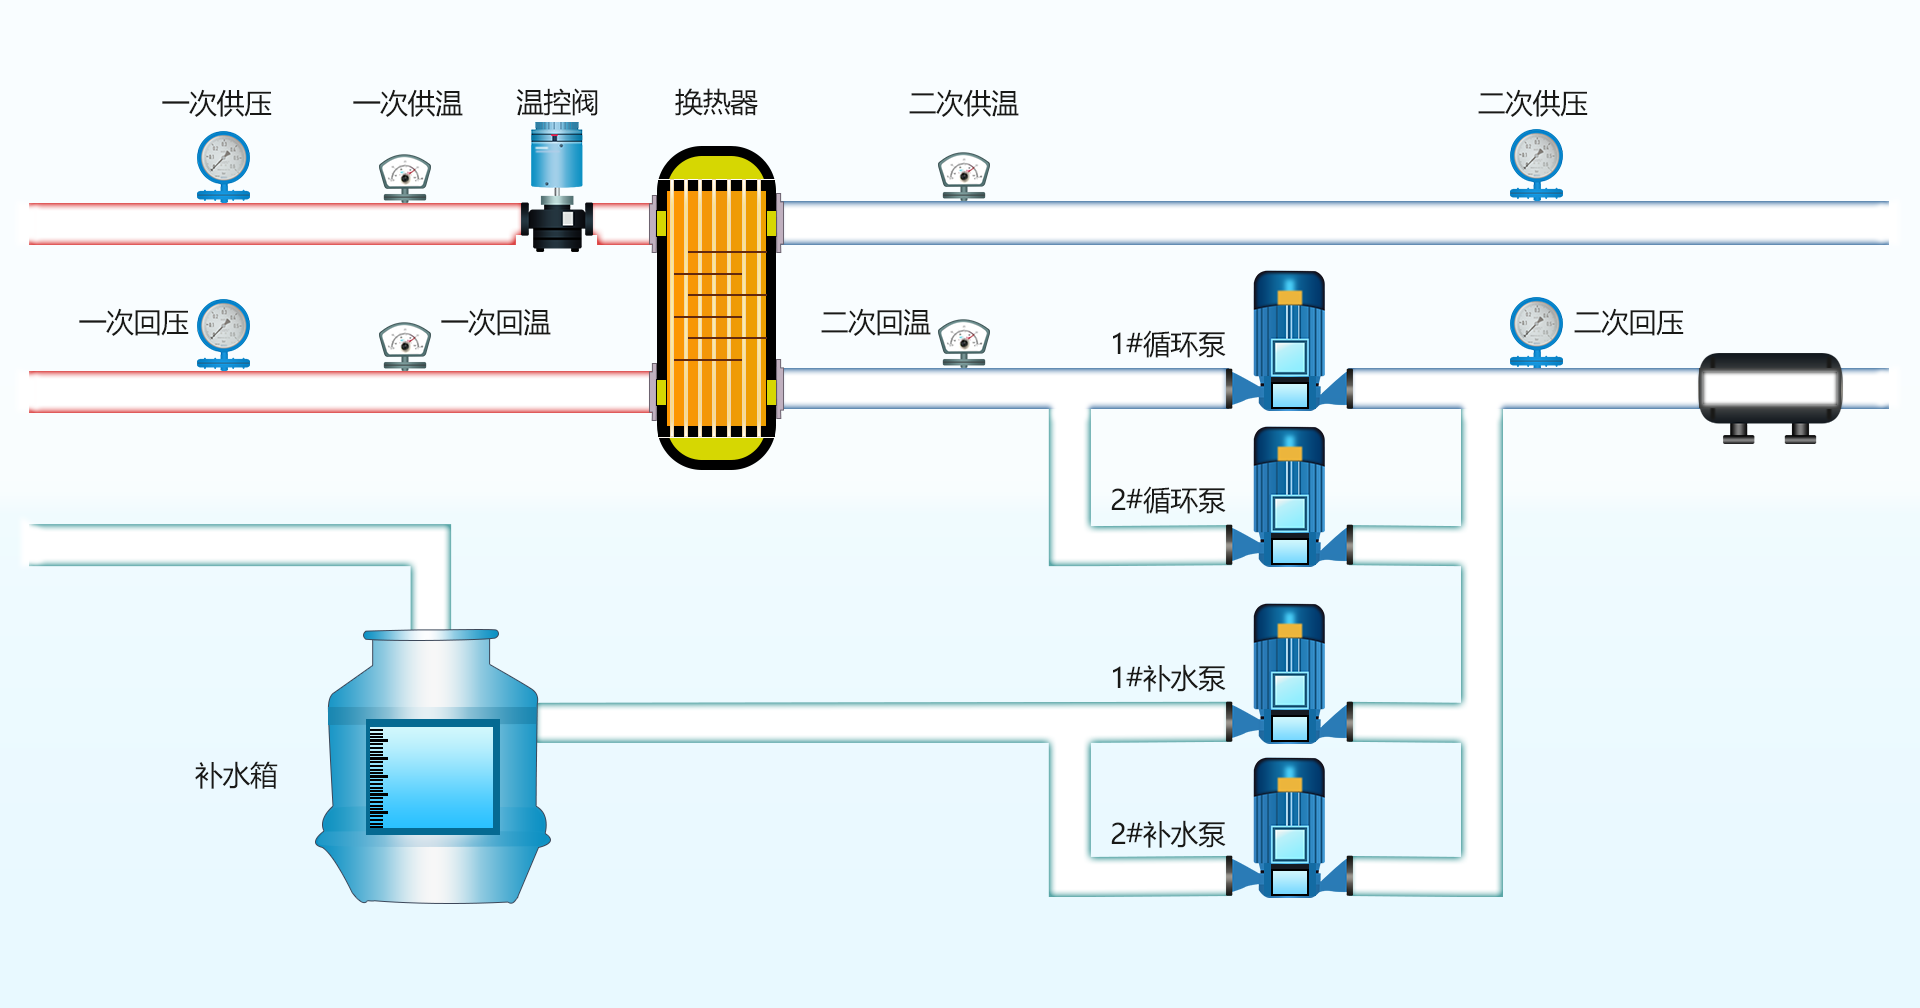 一次供压
一次供温
温控阀
换热器
二次供温
二次供压
一次回压
一次回温
二次回温
1#循环泵
二次回压
2#循环泵
1#补水泵
补水箱
2#补水泵